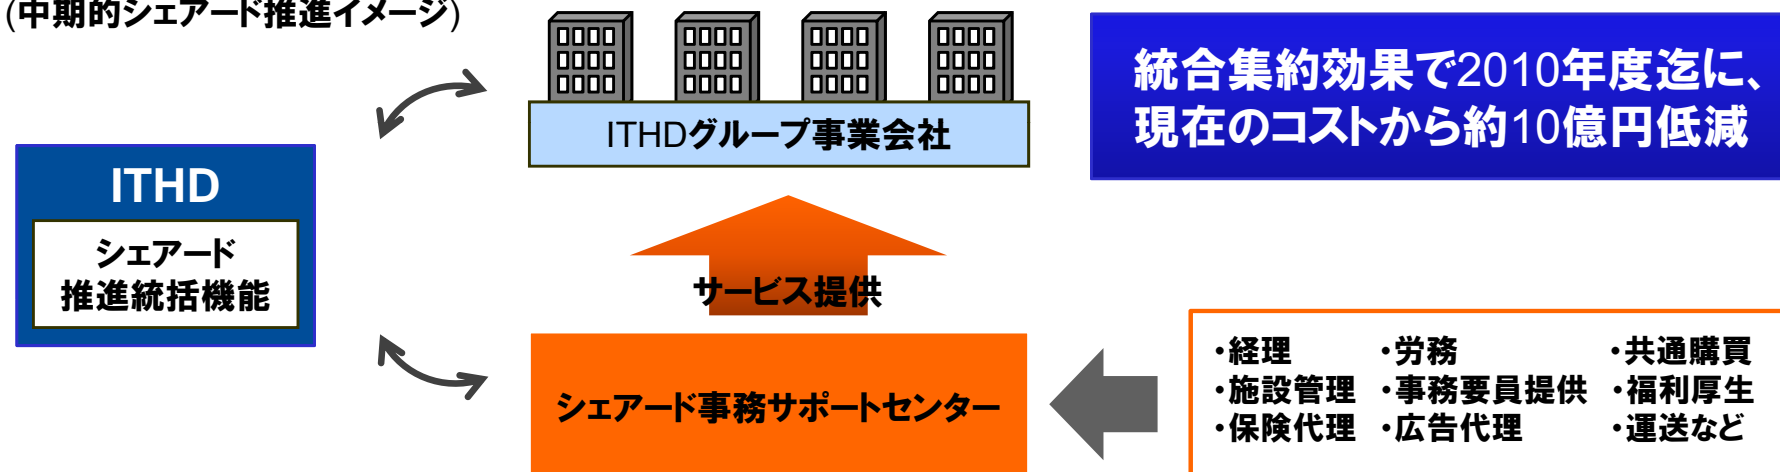 (中期的シェアード推進イメージ)
統合集約効果で2010年度迄に、
現在のコストから約10億円低減
ITHDグループ事業会社
ITHD
シェアード
推進統括機能
サービス提供
シェアード事務サポートセンター
・経理 ・労務 ・共通購買
・施設管理 ・事務要員提供 ・福利厚生
・保険代理 ・広告代理 ・運送など